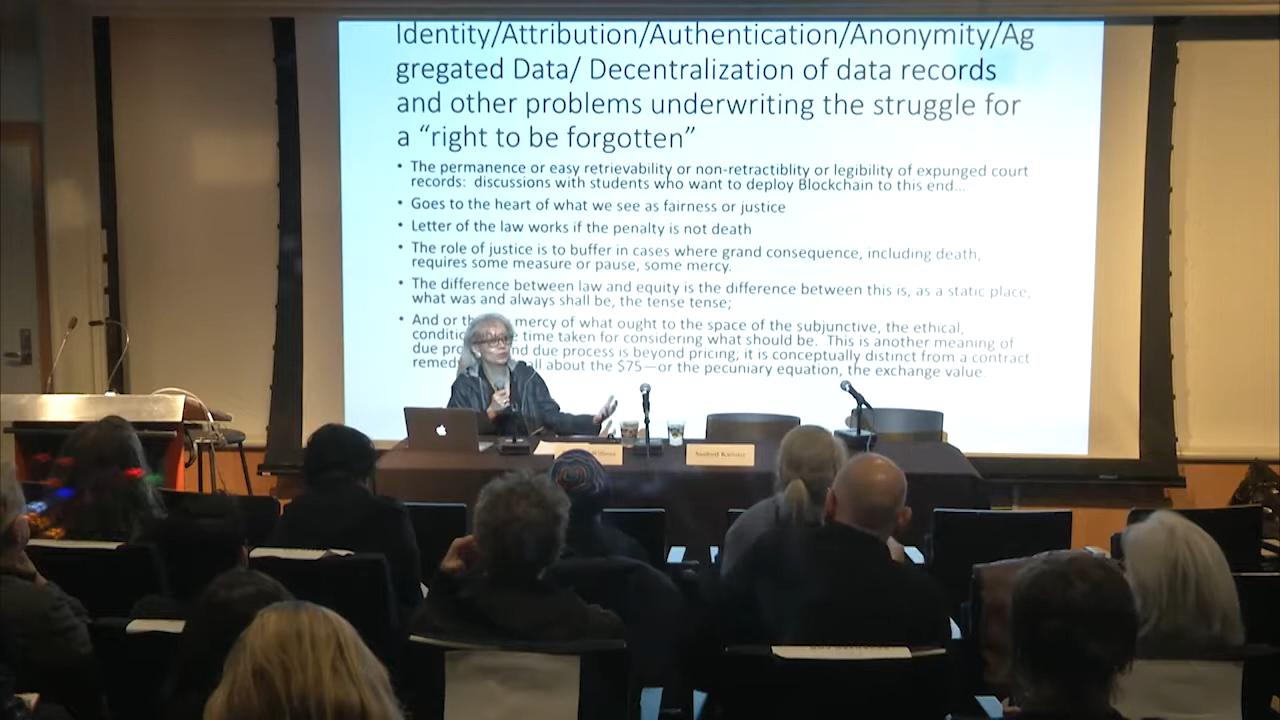 Identity/Attribution/Authentication/Anonymity/Ag
gregated Data/ Decentralization of data records
and other problems underwriting the struggle for
a “right to be forgotten”
• The permanence or easy retrievability or non-retractiblity or legibility of expunged court
records: discussions with students who want to deploy Blockchain to this end...
• Goes to the heart of what we see as fairness or justice
• Letter of the law works if the penalty is not death
• The role of justice is to buffer in cases where grand consequence, including death,
requires some measure or pause, some mercy.
• The difference between law and equity is the difference between this is, as a static place,
what was and always shall be, the tense tense;
• And or mercy of what ought to the space of the subjunctive, the ethical,
time taken for considering what should be. This is another meaning of
due and due process is beyond pricing; it is conceptually distinct from a contract
all about the $75—or the pecuniary equation, the exchange value.
Sanford Kwinter